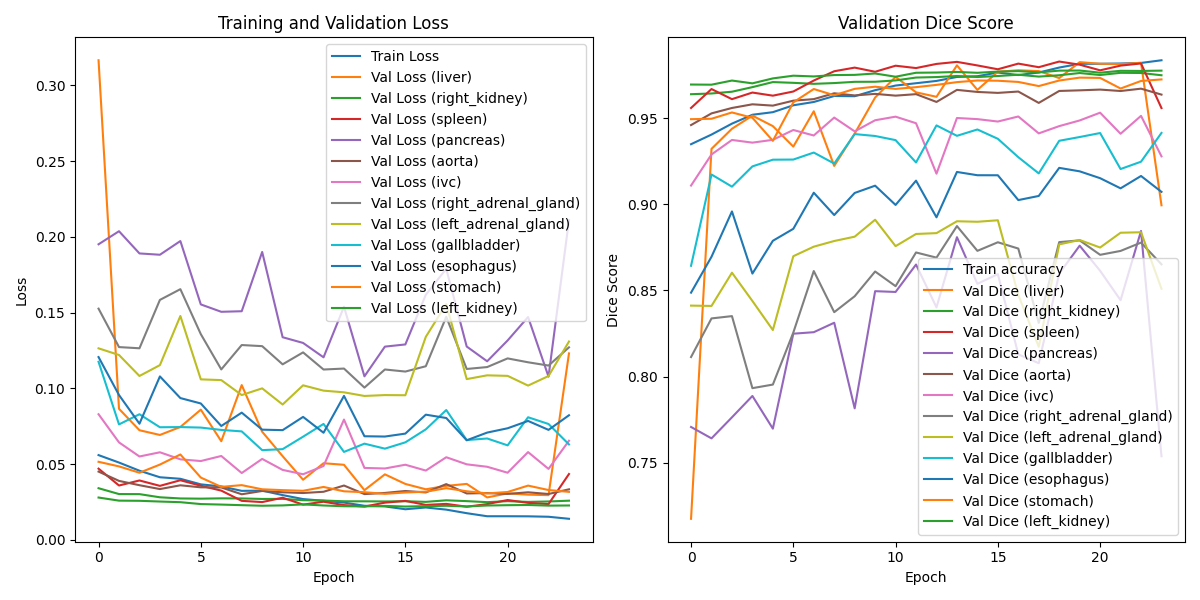 Training and Validation Loss
Loss
0.30
0.25
0.20
0.15
0.10
0.05
0.00
0
5
10
15
20
Epoch
Train Loss
Val Loss (liver)
Val Loss (right_kidney)
Val Loss (spleen)
Val Loss (pancreas)
Val Loss (aorta)
Val Loss (ivc)
Val Loss (right_adrenal_gland)
Val Loss (left_adrenal_gland)
Val Loss (gallbladder)
Val Loss (esophagus)
Val Loss (stomach)
Val Loss (left_kidney)
Validation Dice Score
Dice Score
0.95
0.90
0.85
0.80
0.75
0
5
10
15
20
Epoch
Train accuracy
Val Dice (liver)
Val Dice (right_kidney)
Val Dice (spleen)
Val Dice (pancreas)
Val Dice (aorta)
Val Dice (ivc)
Val Dice (right_adrenal_gland)
Val Dice (left_adrenal_gland)
Val Dice (gallbladder)
Val Dice (esophagus)
Val Dice (stomach)
Val Dice (left_kidney)